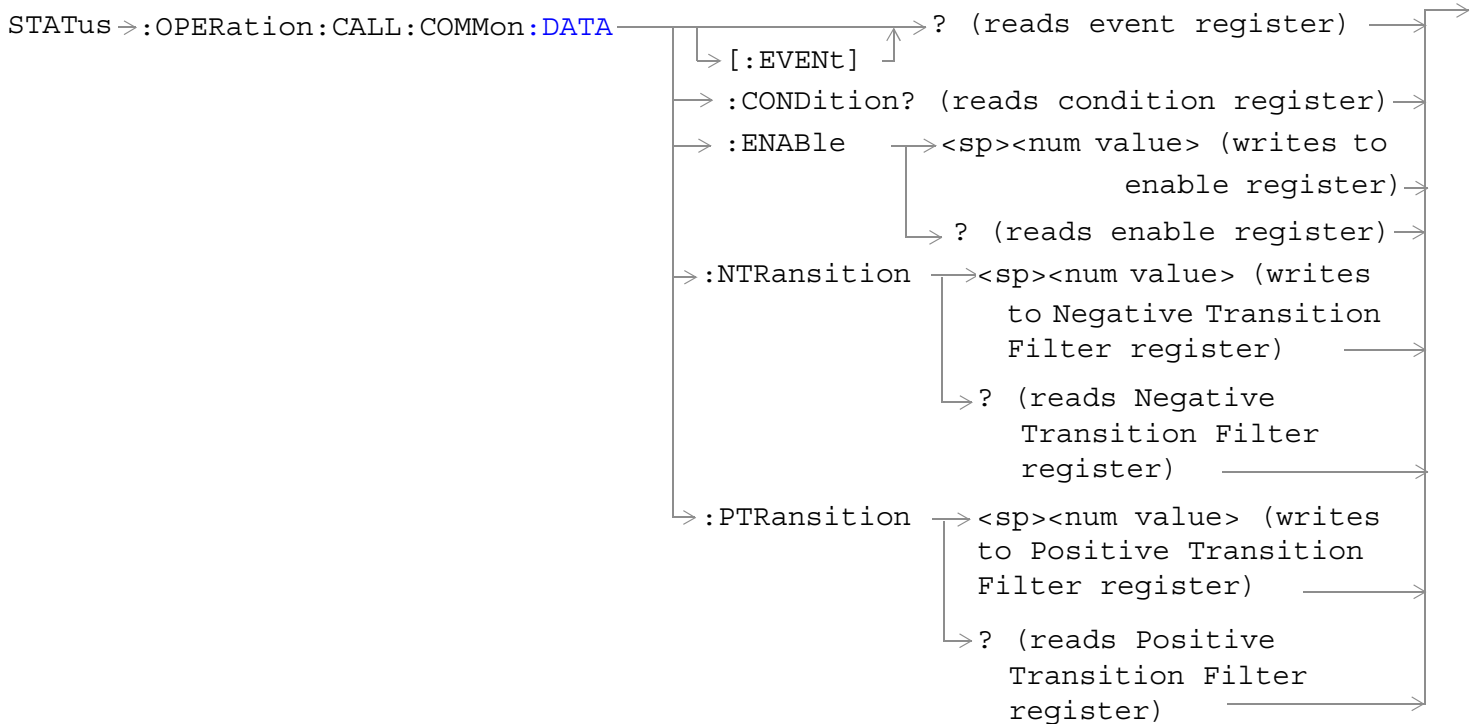 STATus :OPERation:CALL:COMMon:DATA ? (reads event register)
[:EVENt]
:CONDition? (reads condition register)
:ENABle <sp><num value> (writes to
enable register)
? (reads enable register)
:NTRansition <sp><num value> (writes
to Negative Transition
Filter register)
? (reads Negative
Transition Filter
register)
:PTRansition <sp><num value> (writes
to Positive Transition
Filter register)
? (reads Positive
Transition Filter
register)